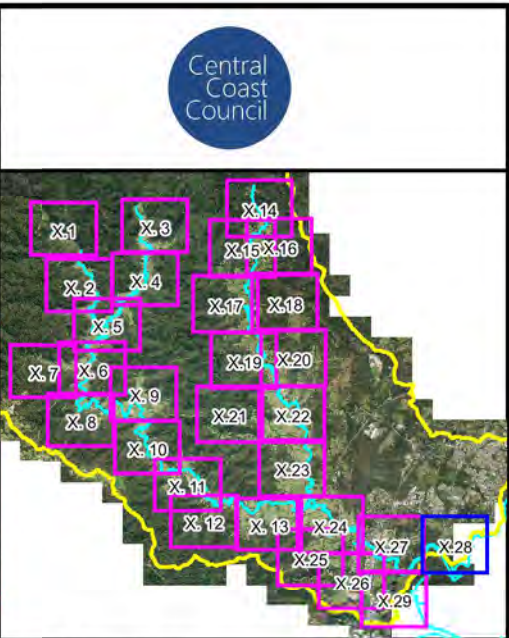 Central
Coast
Council
X.14
X.1
X. 3
X.15
X.16
X. 2
X. 4
X.17
X.18
X. 5
X.19
X.20
X. 7
X. 6
X. 9
X. 8
X.21
X.22
X. 10
X.23
X. 11
X. 12
X. 13
X.24
X.27
X.28
X.25
X.26
X.29